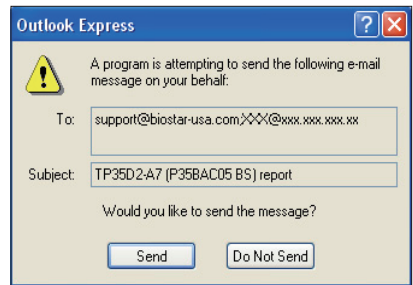 Outlook Express
A program is attempting to send the following e-mail
message on your behalf:
To: support@biostar-usa.com;XXX@xxx.xxx.xxx.xx
Subject: TP35D2-A7 (P35BAC05 BS) report
Would you like to send the message?
Send Do Not Send